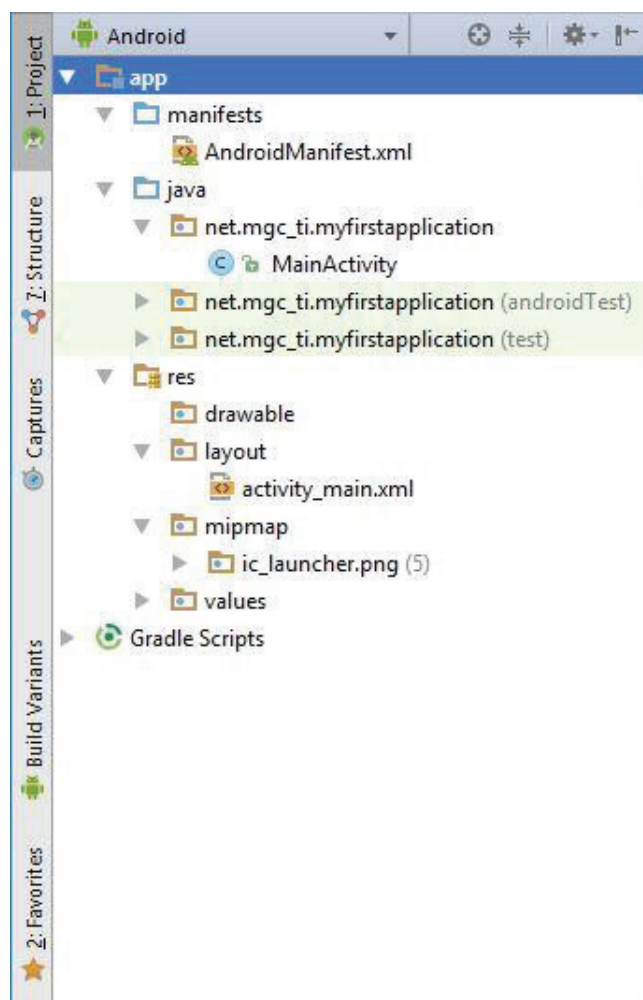 Android
app
manifests
AndroidManifest.xml
java
net.mgc_ti.myfirstapplication
MainActivity
net.mgc_ti.myfirstapplication (androidTest)
net.mgc_ti.myfirstapplication (test)
res
drawable
layout
activity_main.xml
mipmap
ic_launcher.png (5)
values
Gradle Scripts
1: Project
7: Structure
Captures
Build Variants
2: Favorites